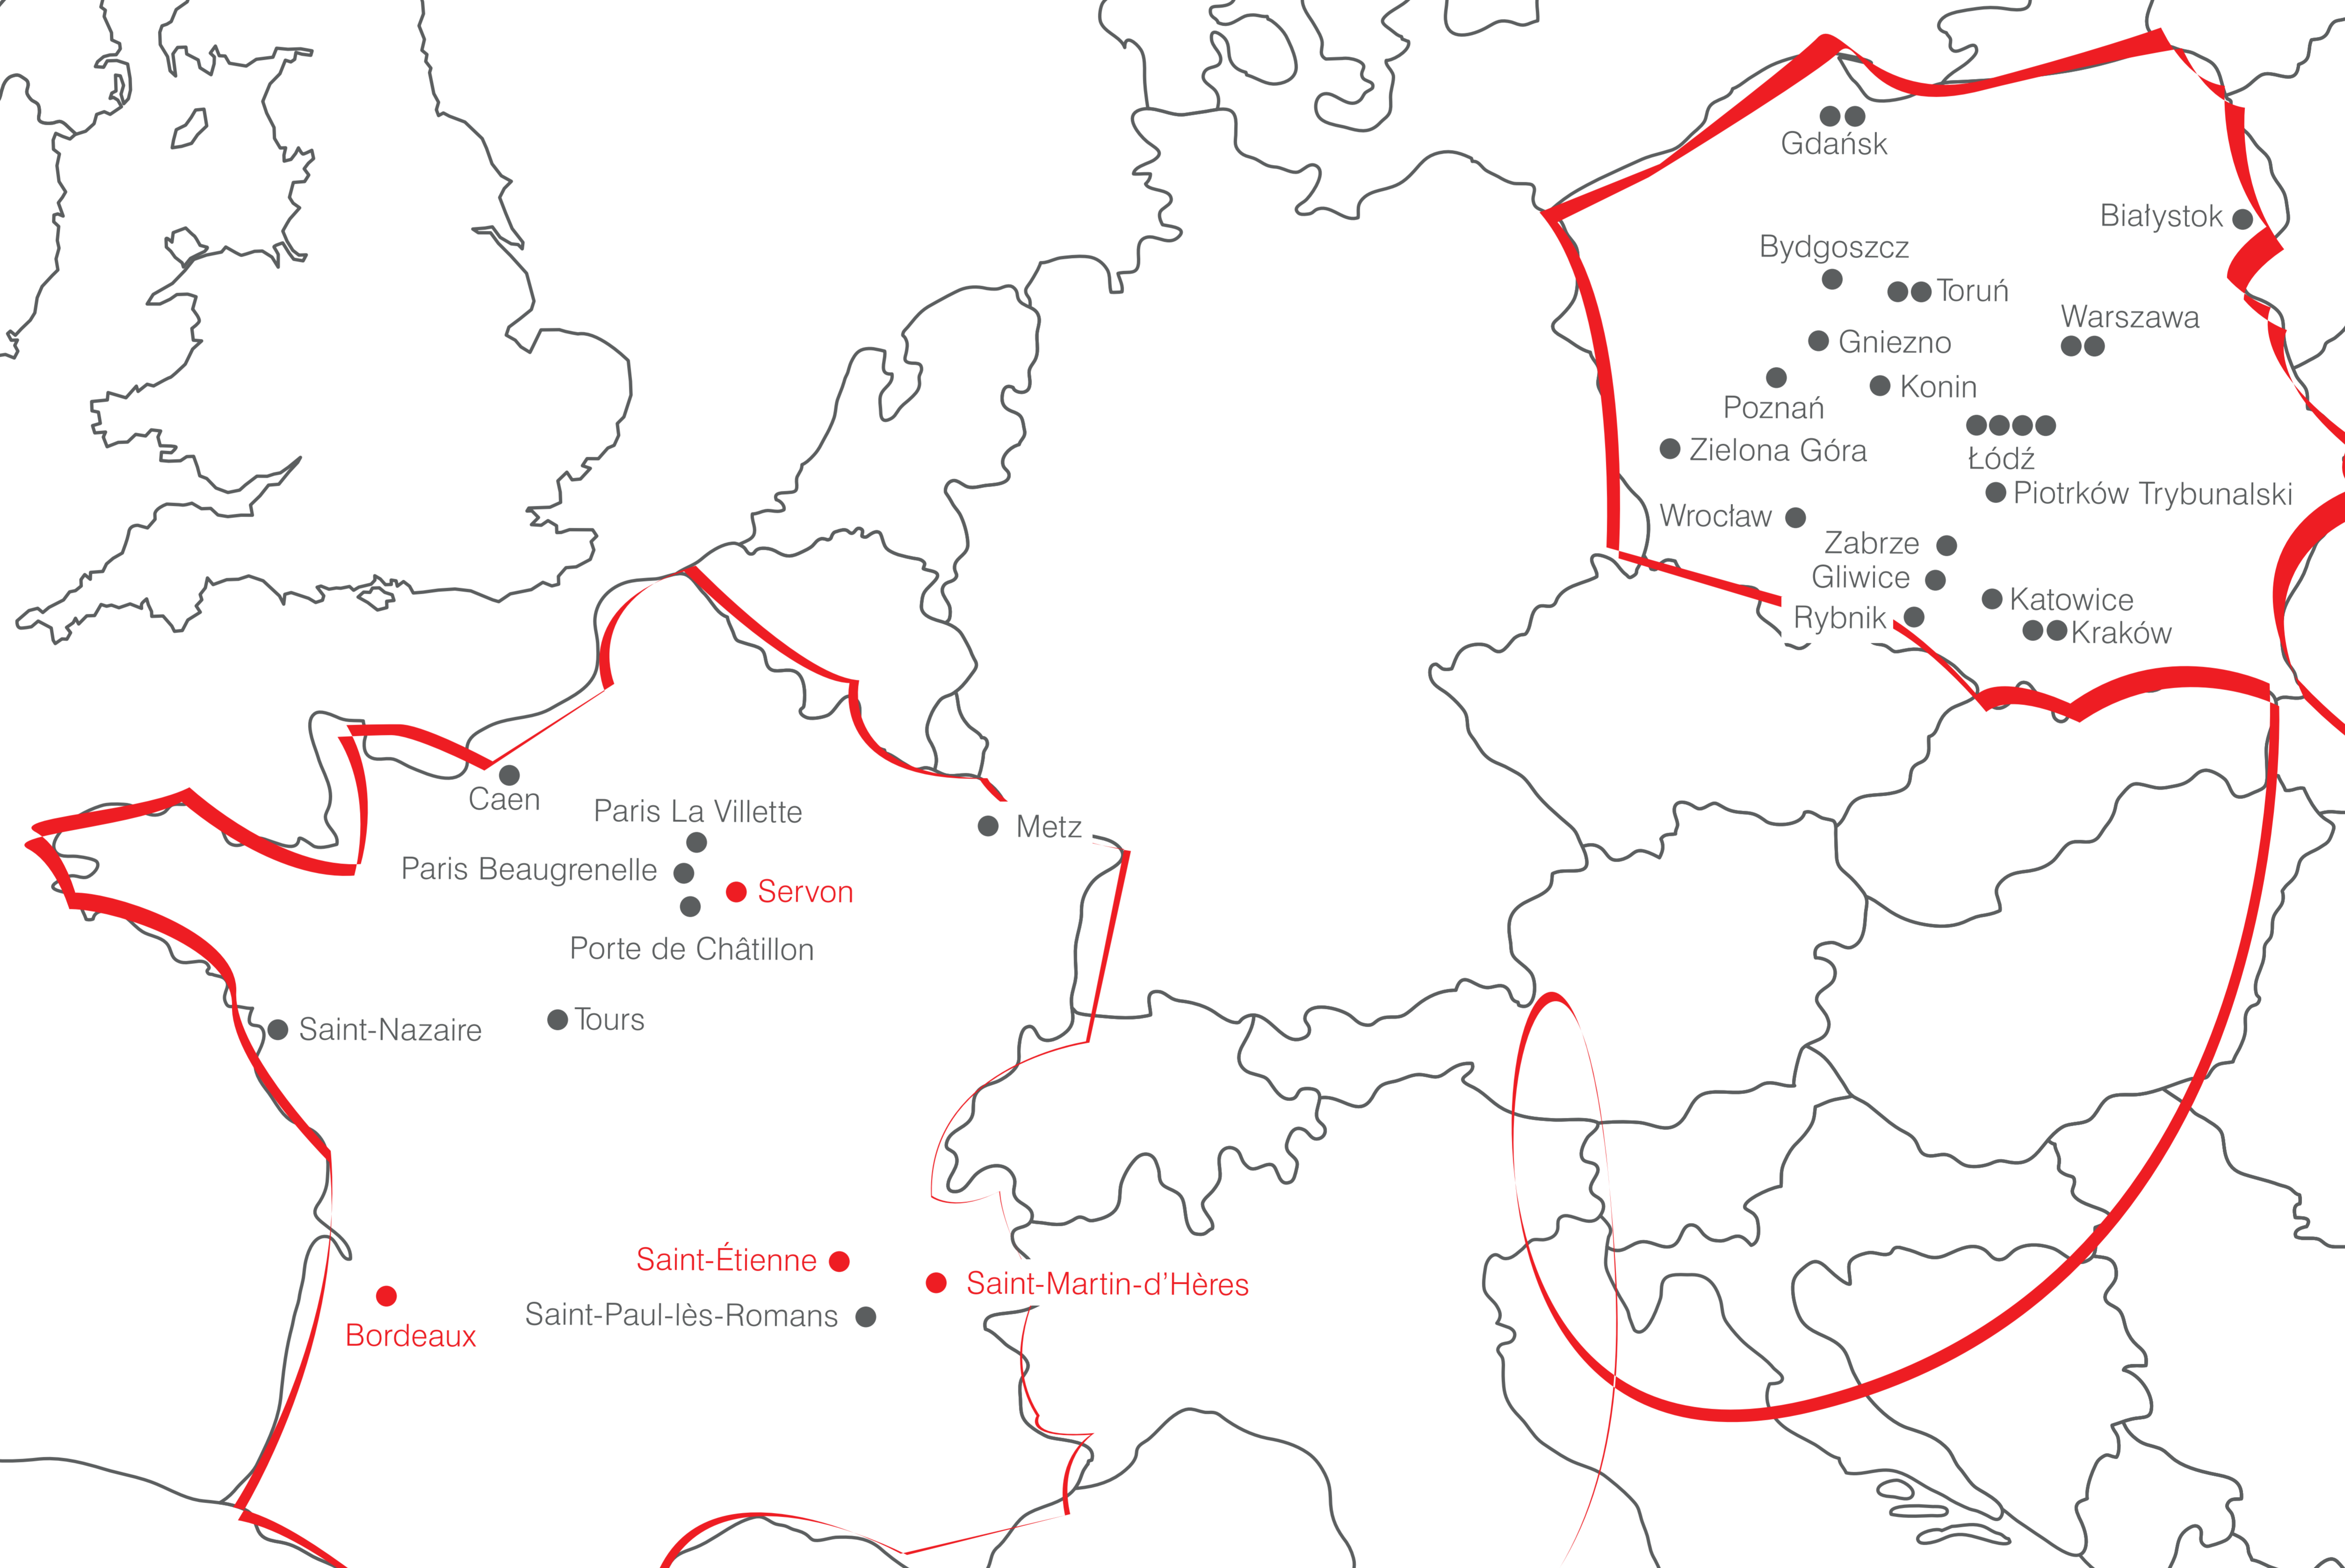 Gdańsk
Białystok
Bydgoszcz
Toruń
Warszawa
Gniezno
Konin
Poznań
Zielona Góra
Łódź
Piotrków Trybunalski
Wrocław
Zabrze
Gliwice
Katowice
Rybnik
Kraków
Caen
Paris La Villette
Metz
Paris Beaugrenelle
Servon
Porte de Châtillon
Saint-Nazaire
Tours
Saint-Étienne
Saint-Martin-d’Hères
Saint-Paul-lès-Romans
Bordeaux